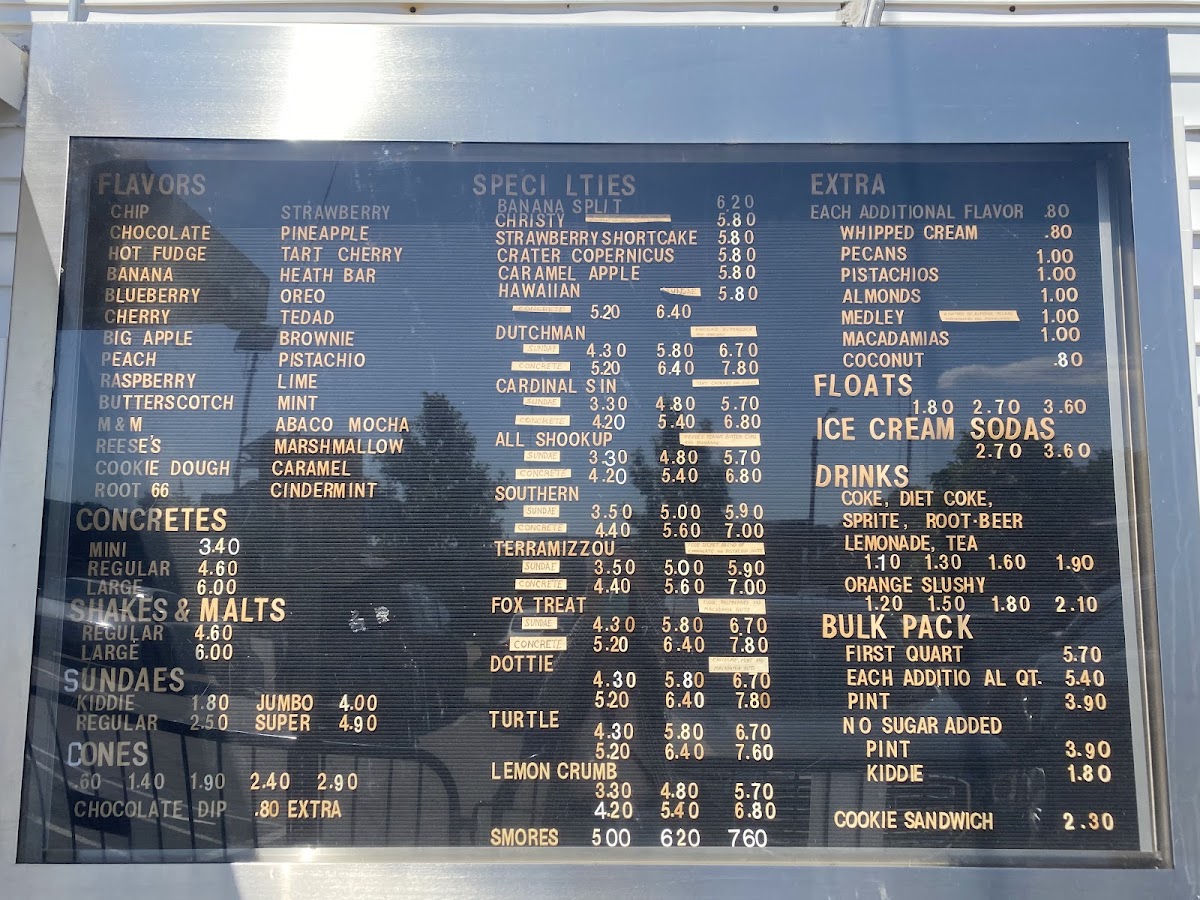 FLAVORS
CHIP STRAWBERRY
CHOCOLATE PINEAPPLE
HOT FUDGE TART CHERRY
BANANA HEATH BAR
BLUEBERRY OREO
CHERRY TEDAD
BIG APPLE BROWNIE
PEACH PISTACHIO
RASPBERRY LIME
BUTTERSCOTCH MINT
M & M ABACO MOCHA
REESE'S MARSHMALLOW
COOKIE DOUGH CARAMEL
ROOT 66 CINDERMINT
CONCRETES
MINI 3.40
REGULAR 4.60
LARGE 6.00
SHAKES & MALTS
REGULAR 4.60
LARGE 6.00
SUNDAES
KIDDIE 1.80 JUMBO 4.00
REGULAR 2.50 SUPER 4.90
CONES
.60 1.40 1.90 2.40 2.90
CHOCOLATE DIP .80 EXTRA
SPECI LTIES
BANANA SPLIT 6.20
CHRISTY 5.80
STRAWBERRY SHORTCAKE 5.80
CRATER COPERNICUS 5.80
CARAMEL APPLE 5.80
HAWAIIAN SUNDAE 5.80
CONCRETE 5.20 6.40
DUTCHMAN
SUNDAE 4.30 5.80 6.70
CONCRETE 5.20 6.40 7.80
CARDINAL SIN
SUNDAE 3.30 4.80 5.70
CONCRETE 4.20 5.40 6.80
ALL SHOOKUP
SUNDAE 3.30 4.80 5.70
CONCRETE 4.20 5.40 6.80
SOUTHERN
SUNDAE 3.50 5.00 5.90
CONCRETE 4.40 5.60 7.00
TERRAMIZZOU
SUNDAE 3.50 5.00 5.90
CONCRETE 4.40 5.60 7.00
FOX TREAT
SUNDAE 4.30 5.80 6.70
CONCRETE 5.20 6.40 7.80
DOTTIE
4.30 5.80 6.70
5.20 6.40 7.80
TURTLE
4.30 5.80 6.70
5.20 6.40 7.60
LEMON CRUMB
3.30 4.80 5.70
4.20 5.40 6.80
SMORES 500 620 760
EXTRA
EACH ADDITIONAL FLAVOR .80
WHIPPED CREAM .80
PECANS 1.00
PISTACHIOS 1.00
ALMONDS 1.00
MEDLEY 1.00
MACADAMIAS 1.00
COCONUT .80
FLOATS
1.80 2.70 3.60
ICE CREAM SODAS
2.70 3.60
DRINKS
COKE, DIET COKE,
SPRITE, ROOT-BEER
LEMONADE, TEA
1.10 1.30 1.60 1.90
ORANGE SLUSHY
1.20 1.50 1.80 2.10
BULK PACK
FIRST QUART 5.70
EACH ADDITIO AL QT. 5.40
PINT 3.90
NO SUGAR ADDED
PINT 3.90
KIDDIE 1.80
COOKIE SANDWICH 2.30